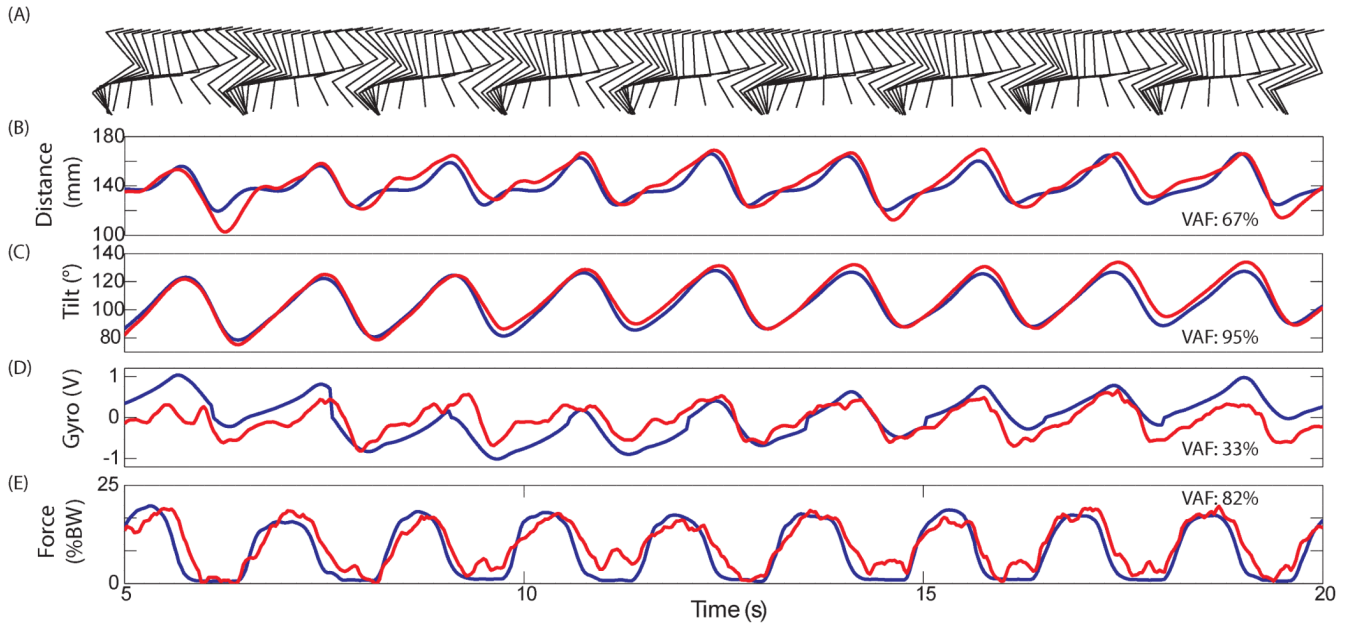 (A)
(B)
180
140
100
Distance
(mm)
VAF: 67%
(C)
140
120
100
80
Tilt (°)
VAF: 95%
(D)
1
0
-1
Gyro (V)
VAF: 33%
(E)
25
0
Force
(%BW)
VAF: 82%
5
10
15
20
Time (s)